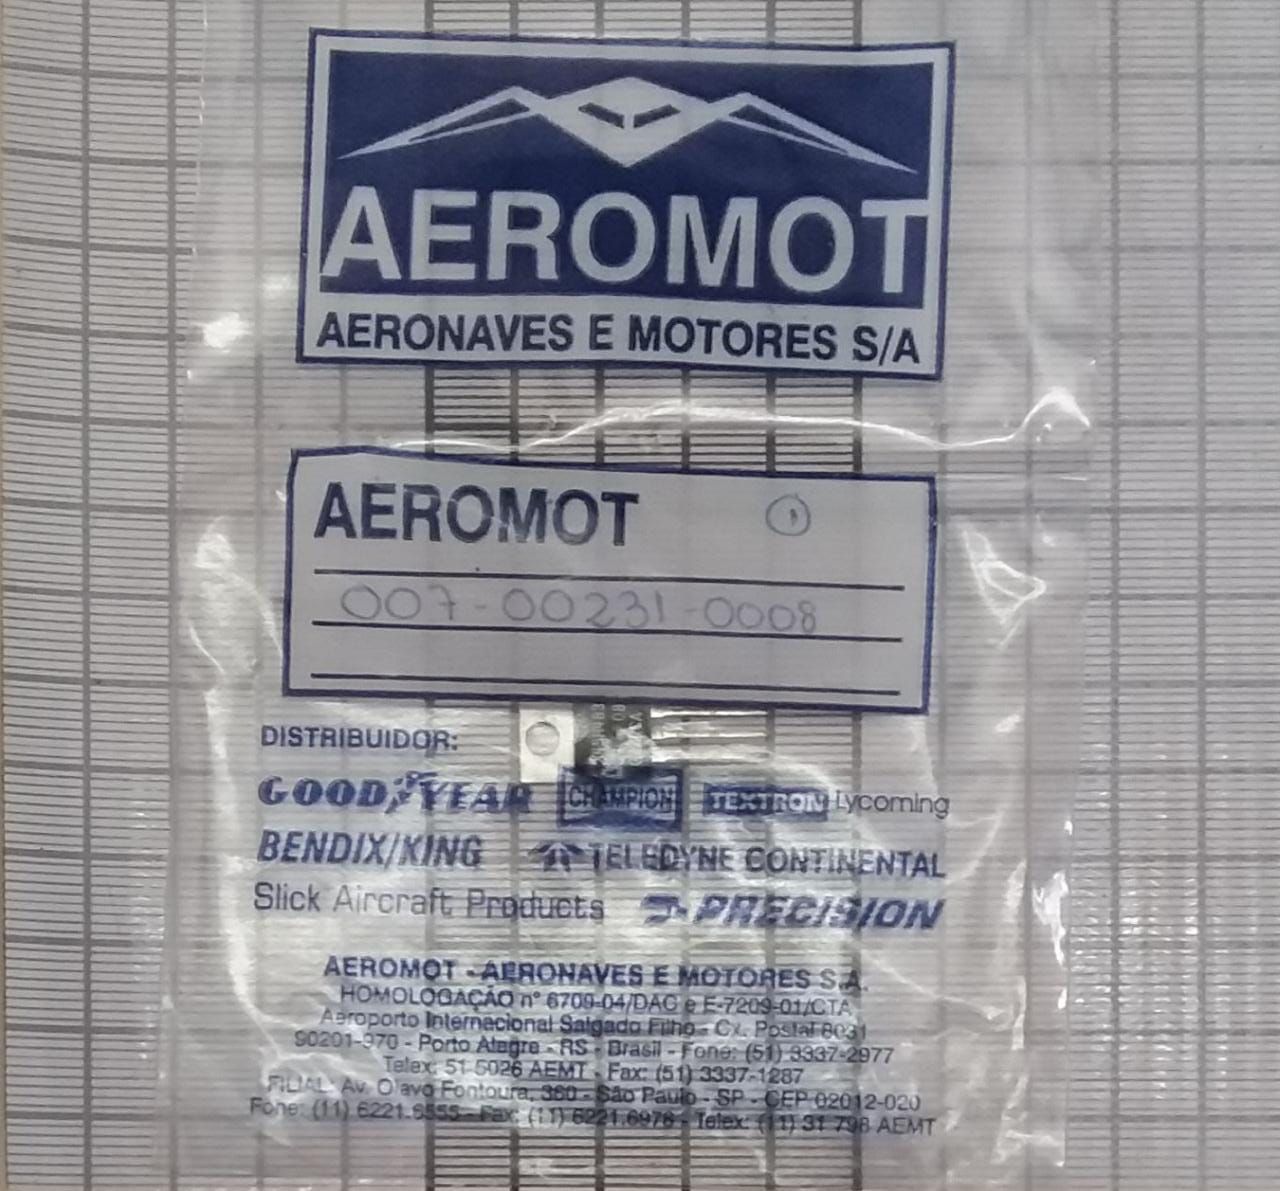 AEROMOT
AERONAVES E MOTORES S/A
AEROMOT 1
007-00231-0008
DISTRIBUIDOR:
GOODYEAR CHAMPION TEXTRON Lycoming
BENDIX/KING TELEDYNE CONTINENTAL
Slick Aircraft Products PRECISION
AEROMOT - AERONAVES E MOTORES S.A.
HOMOLOGAÇÃO nº 6709-04/DAC e E-7209-01/CTA
Aeroporto Internacional Salgado Filho - Cx. Postal 8031
90201-970 - Porto Alegre - RS - Brasil - Fone: (51) 3337-2977
Telex: 51 5026 AEMT - Fax: (51) 3337-1287
FILIAL: Av. Olavo Fontoura, 360 - São Paulo - SP - CEP 02012-020
Fone: (11) 6221.5555 - Fax: (11) 6221.6978 - Telex: (11) 31 798 AEMT